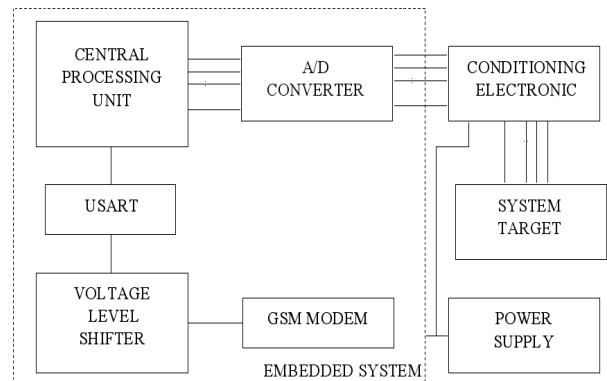 CENTRAL
PROCESSING
UNIT
A/D
CONVERTER
CONDITIONING
ELECTRONIC
USART
SYSTEM
TARGET
VOLTAGE
LEVEL
SHIFTER
GSM MODEM
POWER
SUPPLY
EMBEDDED SYSTEM